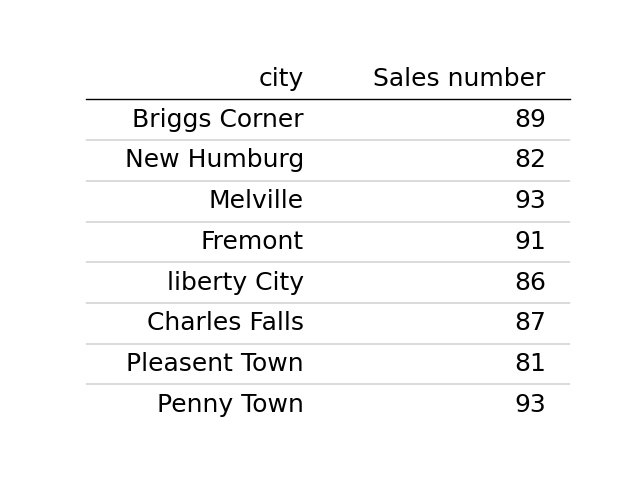 city Sales number
Briggs Corner 89
New Humburg 82
Melville 93
Fremont 91
liberty City 86
Charles Falls 87
Pleasent Town 81
Penny Town 93